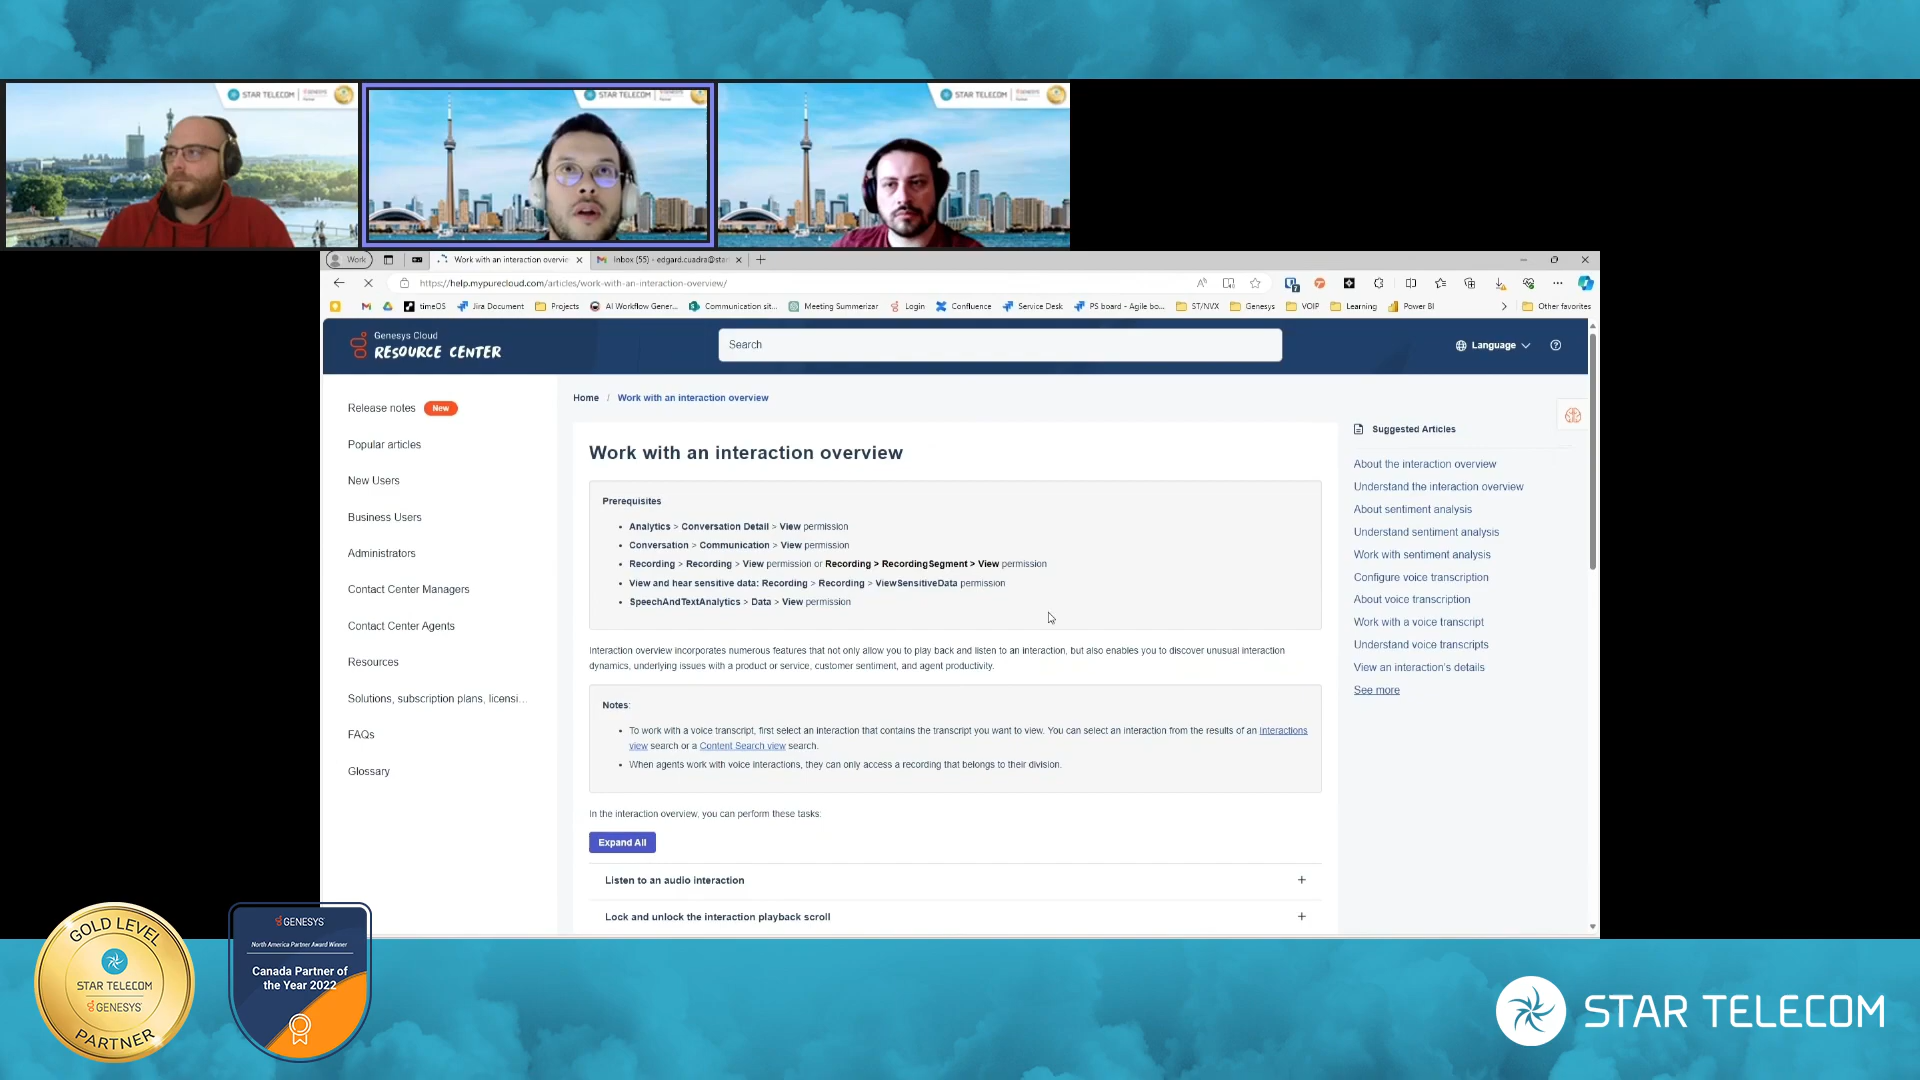 STAR TELECOM
STAR TELECOM
STAR TELECOM
Work
Work with an interaction overvie
Inbox (55) - edgard.cuadra@star
https://help.mypurecloud.com/articles/work-with-an-interaction-overview/
timeOS
Jira Document
Projects
AI Workflow Gener...
Communication sit...
Meeting Summarizer
Login
Confluence
Service Desk
PS board - Agile bo...
ST/NVX
Genesys
VOIP
Learning
Power BI
Other favorites
Genesys Cloud
RESOURCE CENTER
Search
Language
Release notes New
Popular articles
New Users
Business Users
Administrators
Contact Center Managers
Contact Center Agents
Resources
Solutions, subscription plans, licensi...
FAQs
Glossary
Home / Work with an interaction overview
Work with an interaction overview
Prerequisites
• Analytics > Conversation Detail > View permission
• Conversation > Communication > View permission
• Recording > Recording > View permission or Recording > RecordingSegment > View permission
• View and hear sensitive data: Recording > Recording > ViewSensitiveData permission
• SpeechAndTextAnalytics > Data > View permission
Interaction overview incorporates numerous features that not only allow you to play back and listen to an interaction, but also enables you to discover unusual interaction
dynamics, underlying issues with a product or service, customer sentiment, and agent productivity.
Notes:
• To work with a voice transcript, first select an interaction that contains the transcript you want to view. You can select an interaction from the results of an Interactions
view search or a Content Search view search.
• When agents work with voice interactions, they can only access a recording that belongs to their division.
In the interaction overview, you can perform these tasks:
Expand All
Listen to an audio interaction +
Lock and unlock the interaction playback scroll +
Suggested Articles
About the interaction overview
Understand the interaction overview
About sentiment analysis
Understand sentiment analysis
Work with sentiment analysis
Configure voice transcription
About voice transcription
Work with a voice transcript
Understand voice transcripts
View an interaction's details
See more
GOLD LEVEL
STAR TELECOM
GENESYS
PARTNER
GENESYS
North America Partner Award Winner
Canada Partner of
the Year 2022
STAR TELECOM